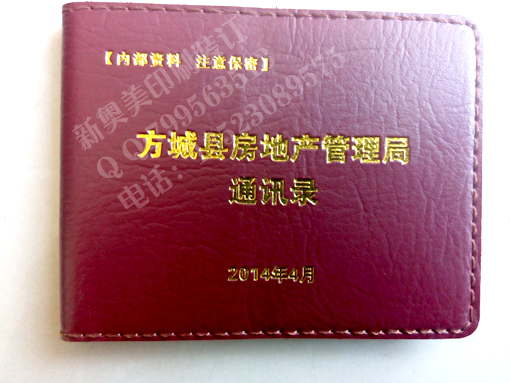 【内部资料 注意保密】
方城县房地产管理局
通讯录
2014年4月
新奥美印刷装订